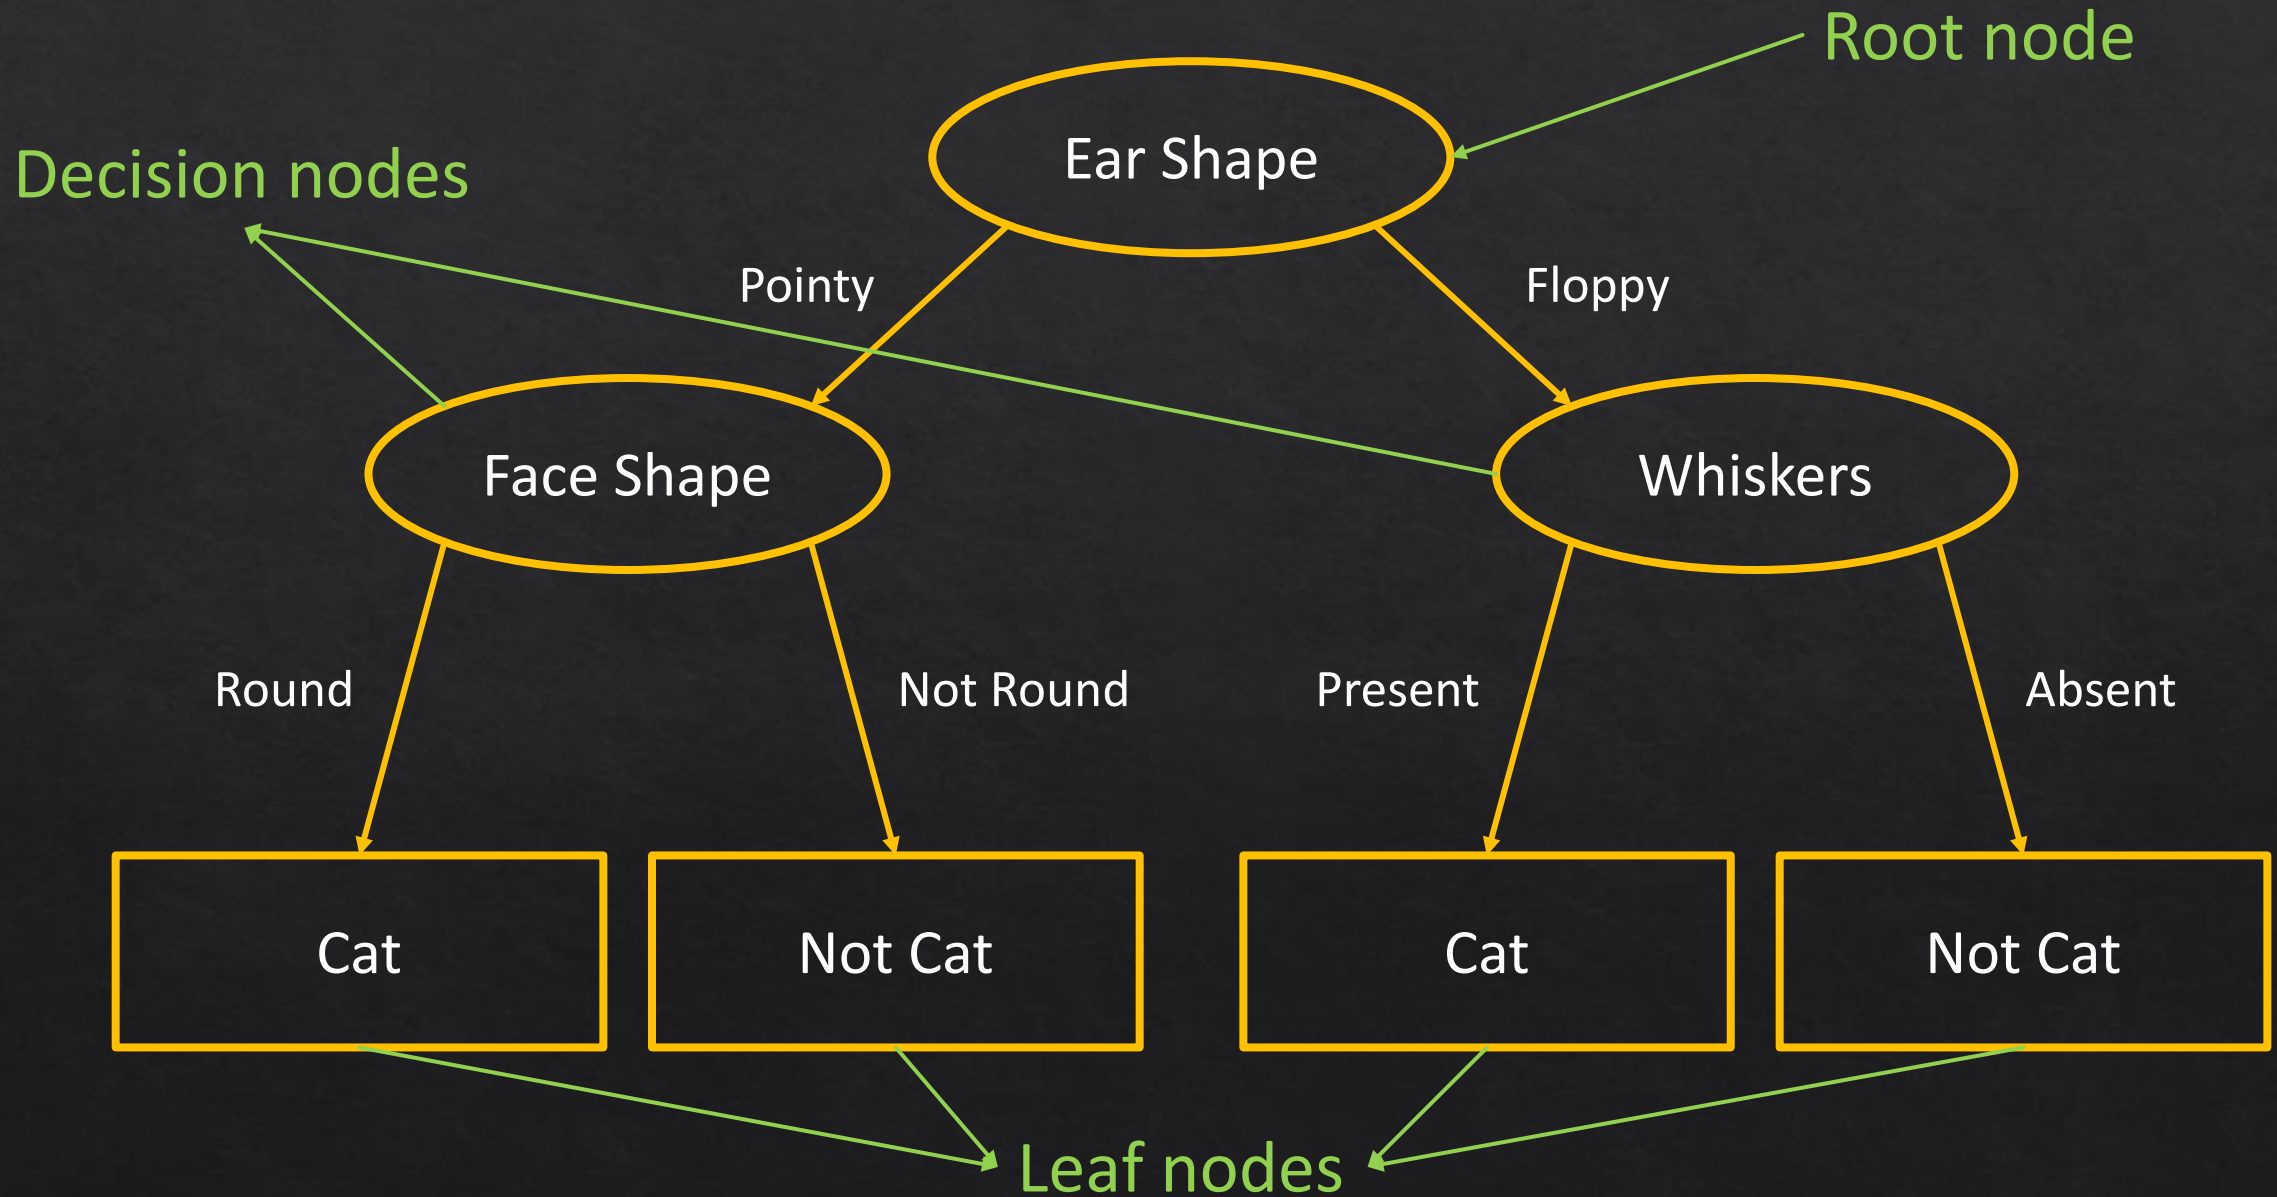 Root node
Ear Shape
Decision nodes
Pointy
Floppy
Face Shape
Whiskers
Round
Not Round
Present
Absent
Cat
Not Cat
Cat
Not Cat
Leaf nodes